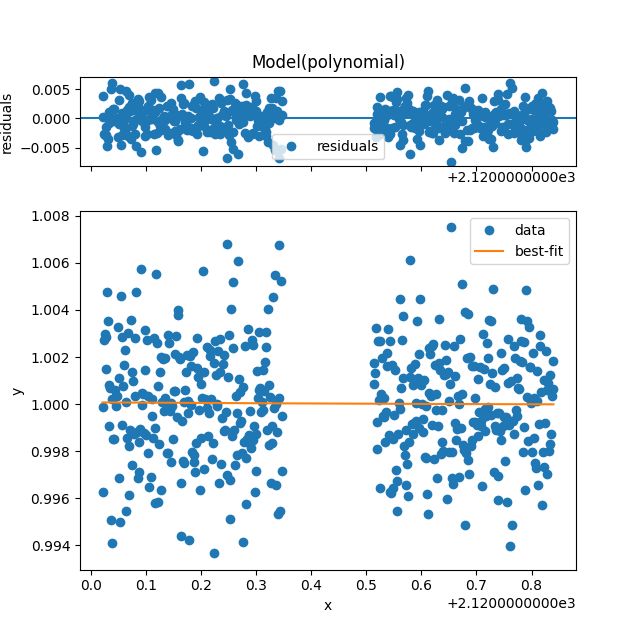 Model(polynomial)
residuals
0.005
0.000
−0.005
residuals
+2.1200000000e3
y
1.008
1.006
1.004
1.002
1.000
0.998
0.996
0.994
data
best-fit
0.0 0.1 0.2 0.3 0.4 0.5 0.6 0.7 0.8
x
+2.1200000000e3